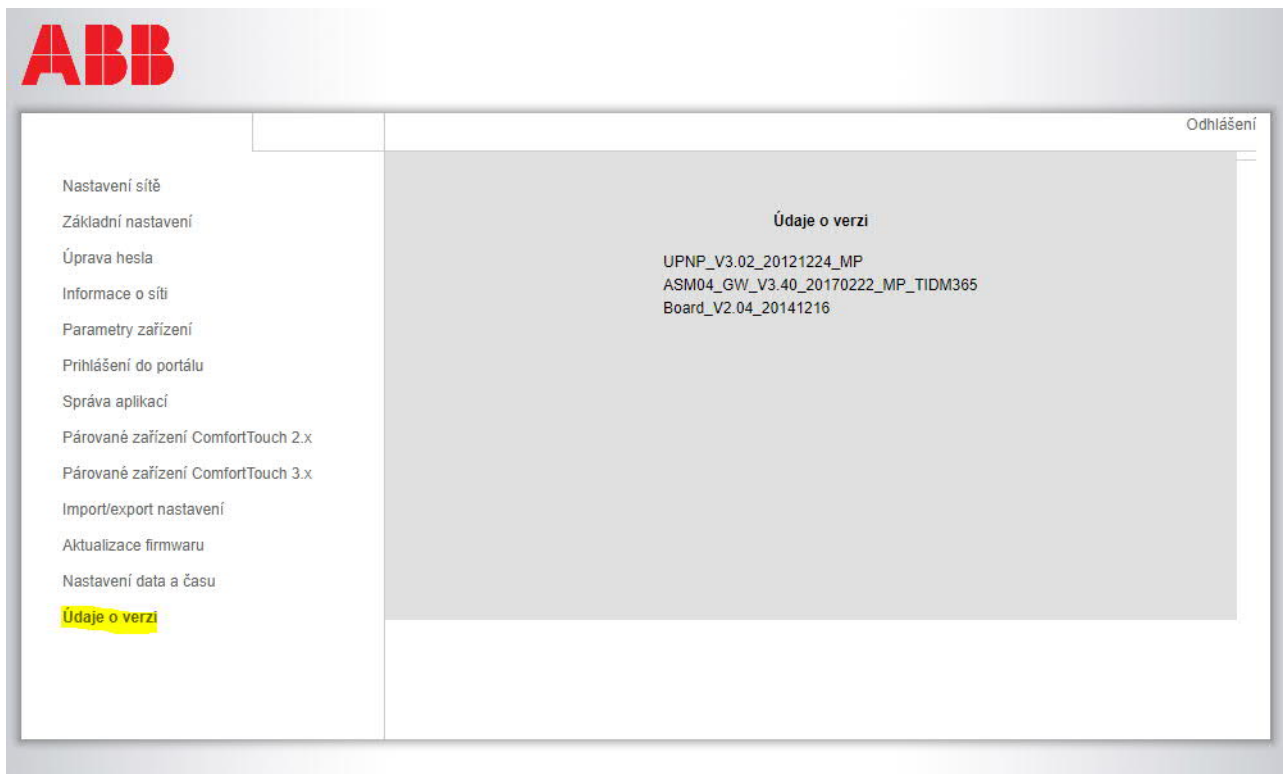 ABB
Odhlášení
Nastavení sítě
Základní nastavení
Úprava hesla
Informace o síti
Parametry zařízení
Prihlášení do portálu
Správa aplikací
Párované zařízení ComfortTouch 2.x
Párované zařízení ComfortTouch 3.x
Import/export nastavení
Aktualizace firmwaru
Nastavení data a času
Údaje o verzi
Údaje o verzi
UPNP_V3.02_20121224_MP
ASM04_GW_V3.40_20170222_MP_TIDM365
Board_V2.04_20141216